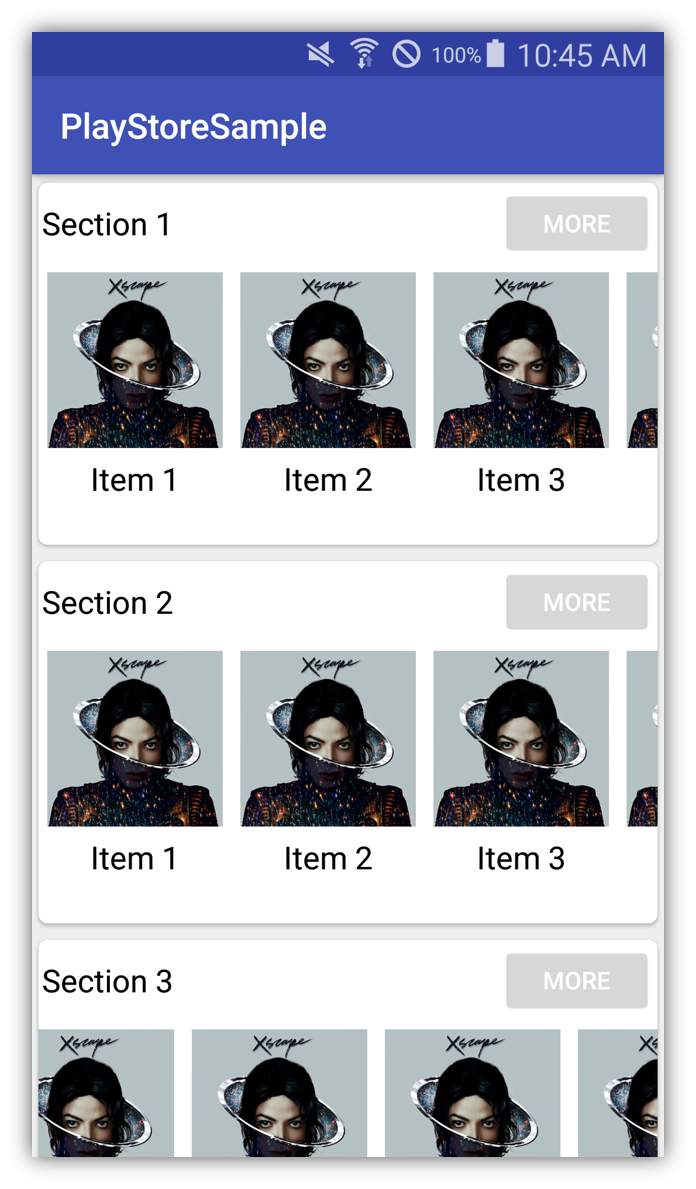 100% 10:45 AM
PlayStoreSample
Section 1 MORE
Xscape Xscape Xscape
Item 1 Item 2 Item 3
Section 2 MORE
Xscape Xscape Xscape
Item 1 Item 2 Item 3
Section 3 MORE
Xscape Xscape Xscape